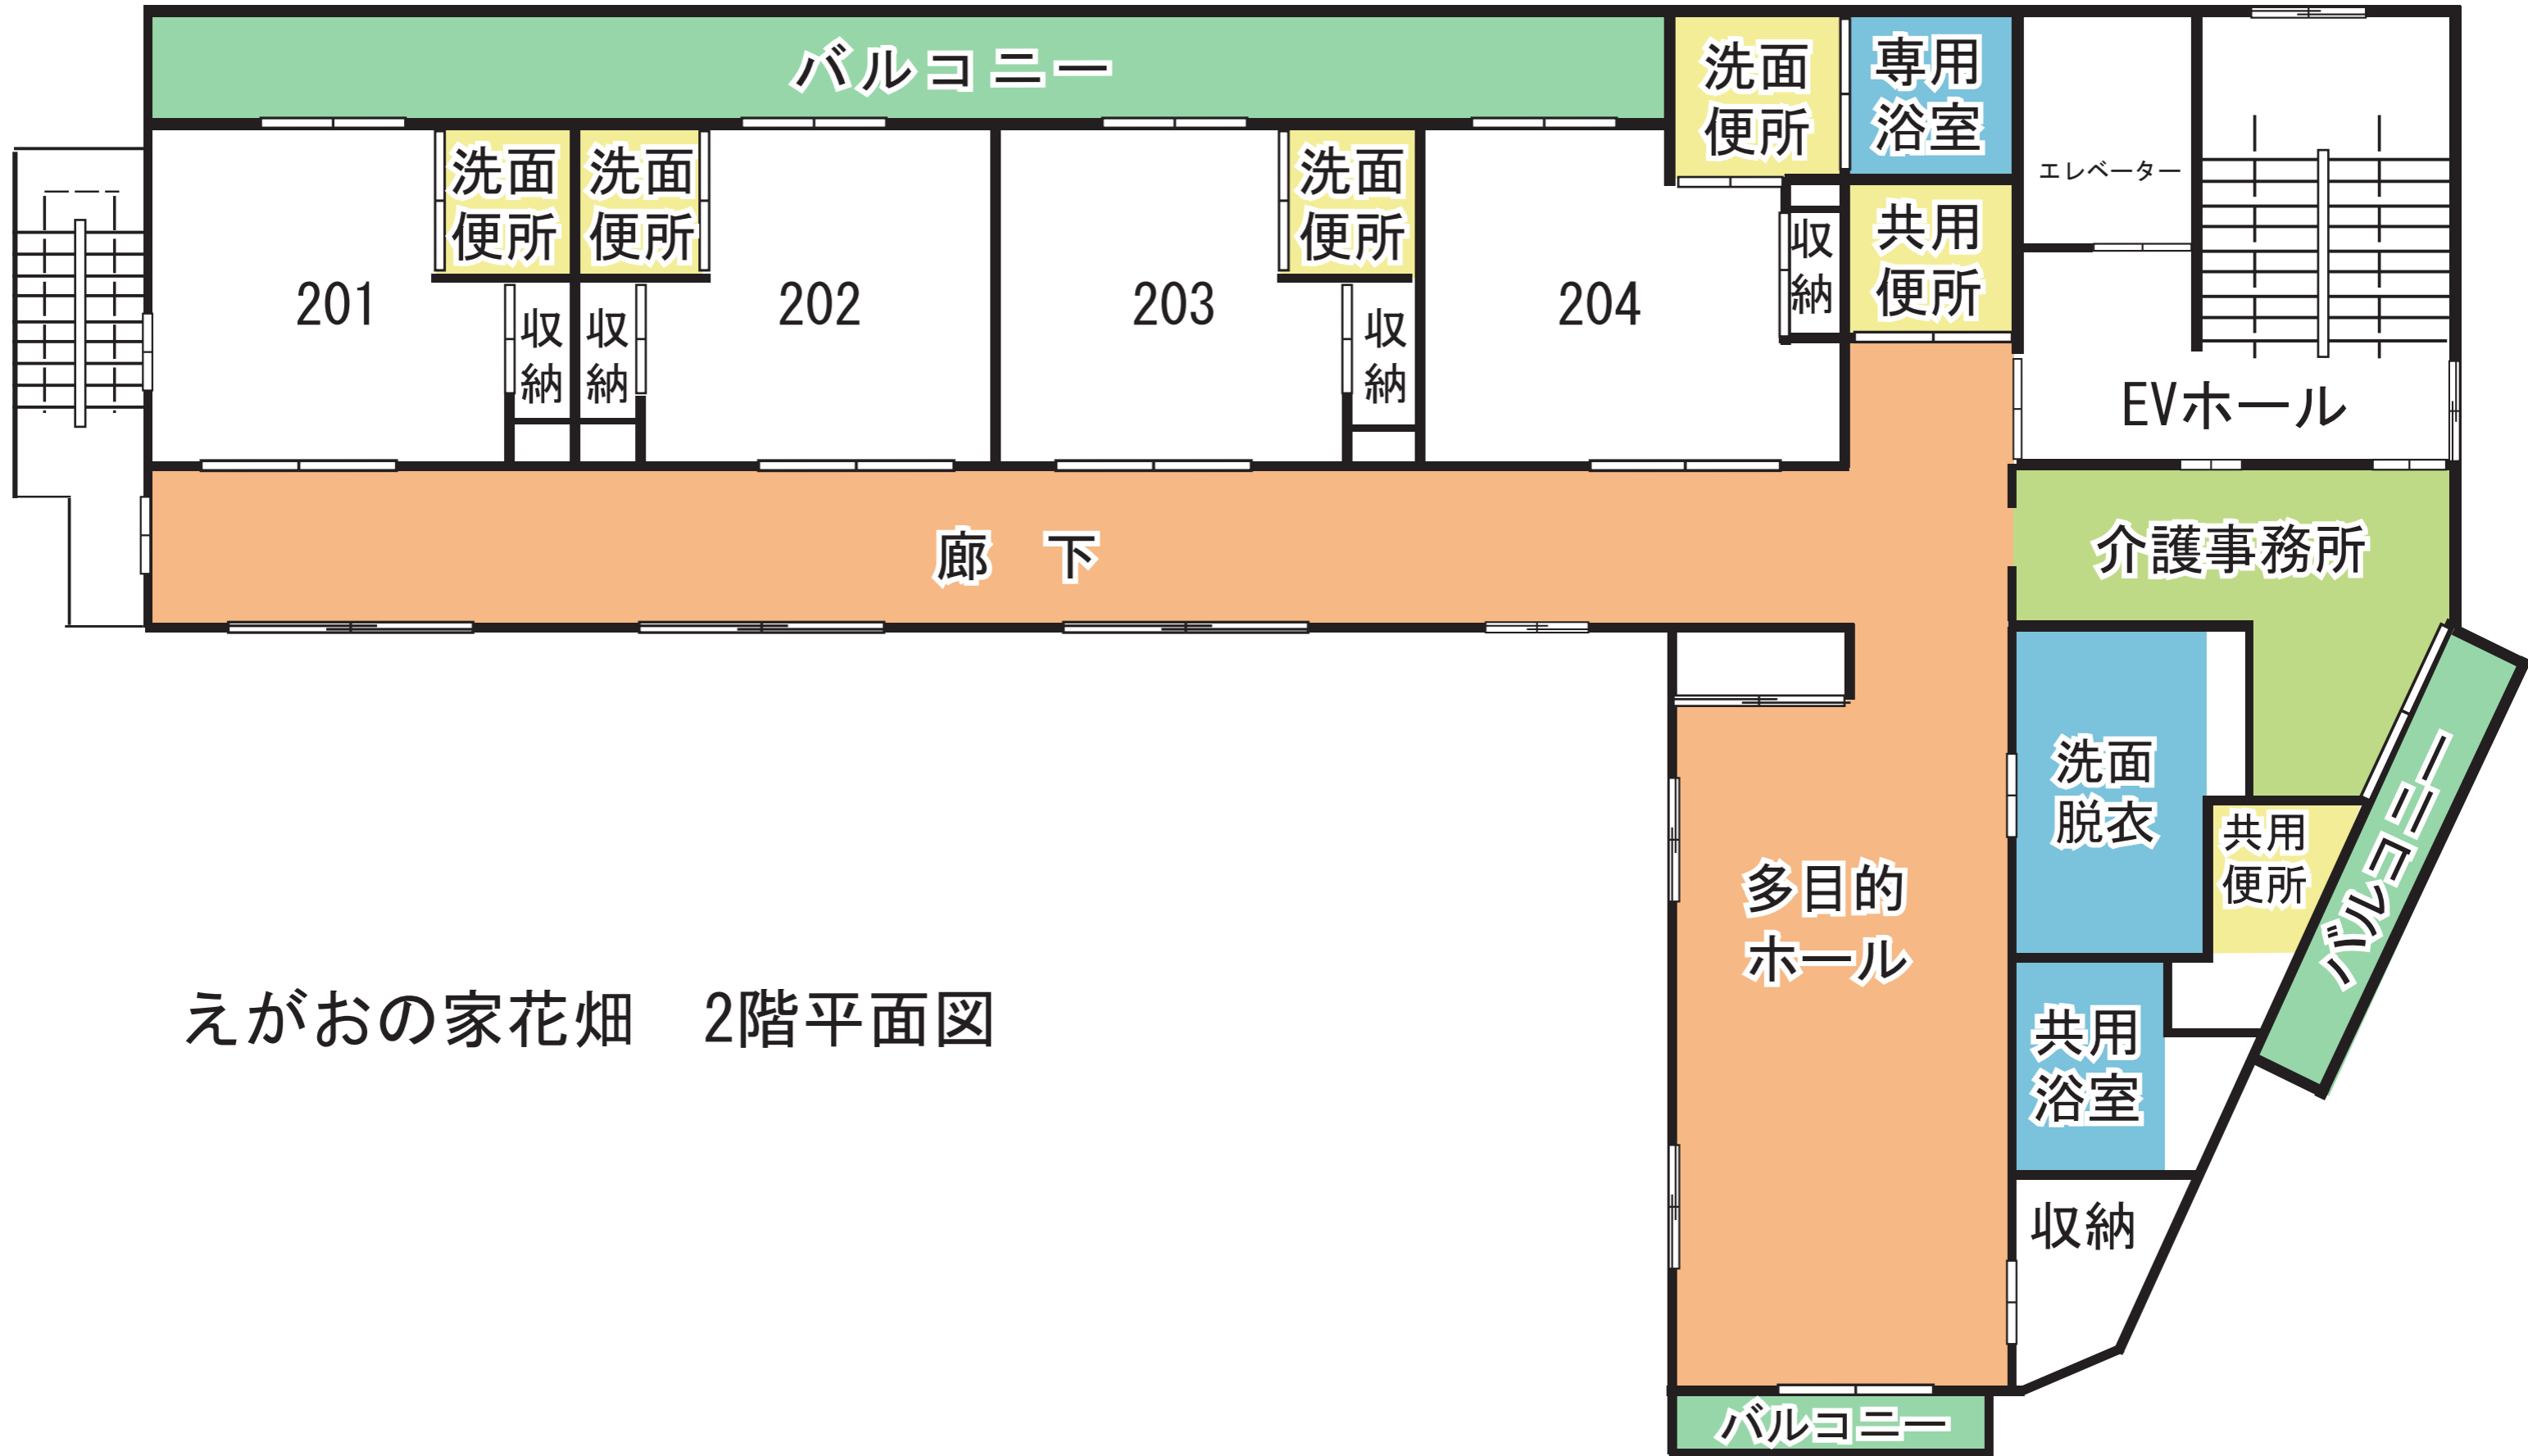 バルコニー
洗面
便所
専用
浴室
エレベーター
洗面
便所
洗面
便所
洗面
便所
共用
便所
収
納
201
収
納
収
納
202
203
収
納
204
EVホール
廊 下
介護事務所
洗面
脱衣
共用
便所
バルコニー
多目的
ホール
えがおの家花畑 2階平面図
共用
浴室
収納
バルコニー